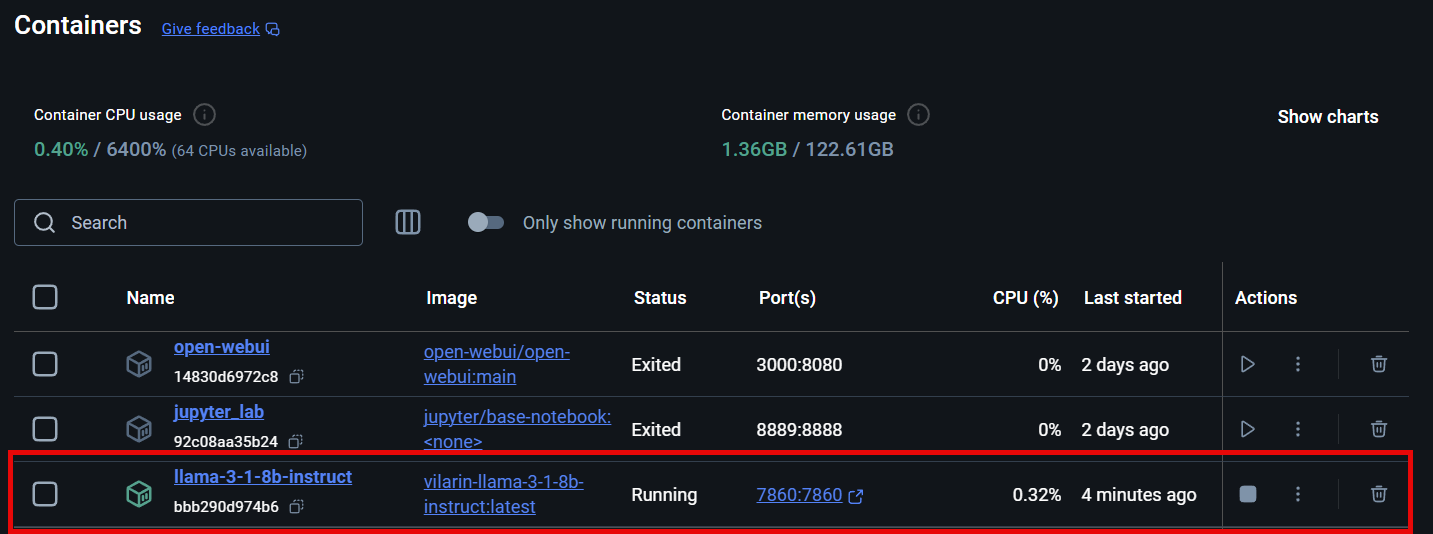 Containers Give feedback
Container CPU usage
0.40% / 6400% (64 CPUs available)
Container memory usage
1.36GB / 122.61GB
Show charts
Search
Only show running containers
Name Image Status Port(s) CPU (%) Last started Actions
open-webui
14830d6972c8
open-webui/open-
webui:main
Exited 3000:8080 0% 2 days ago
jupyter_lab
92c08aa35b24
jupyter/base-notebook:
<none>
Exited 8889:8888 0% 2 days ago
llama-3-1-8b-instruct
bbb290d974b6
vilarin-llama-3-1-8b-
instruct:latest
Running 7860:7860 0.32% 4 minutes ago